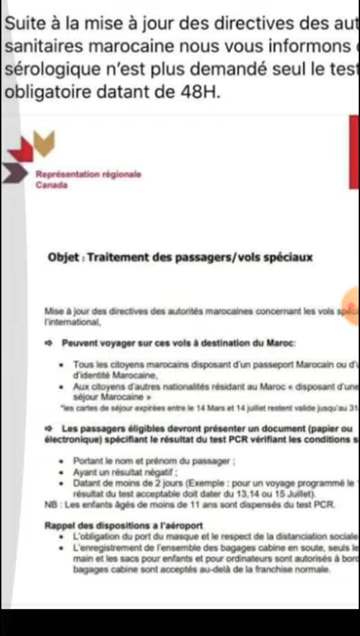 Suite à la mise à jour des directives des aut
sanitaires marocaine nous vous informons
sérologique n'est plus demandé seul le test
obligatoire datant de 48H.
Représentation régionale
Canada
Objet : Traitement des passagers/vols spéciaux
Mise à jour des directives des autorités marocaines concernant les vols
l'international,
⇨ Peuvent voyager sur ces vols à destination du Maroc:
• Tous les citoyens marocains disposant d'un passeport Marocain ou d'u
d'identité Marocaine,
• Aux citoyens d'autres nationalités résidant au Maroc « disposant d'une
séjour Marocaine »
*les cartes de séjour expirées entre le 14 Mars et 14 juillet restent valide jusqu'au 31
⇨ Les passagers éligibles devront présenter un document (papier ou
électronique) spécifiant le résultat du test PCR vérifiant les conditions s
• Portant le nom et prénom du passager ;
• Ayant un résultat négatif ;
• Datant de moins de 2 jours (Exemple : pour un voyage programmé le
résultat du test acceptable doit dater du 13,14 ou 15 Juillet).
NB : Les enfants âgés de moins de 11 ans sont dispensés du test PCR.
Rappel des dispositions a l'aéroport
• L'obligation du port du masque et le respect de la distanciation sociale
• L'enregistrement de l'ensemble des bagages cabine en soute, seuls le
main et les sacs pour enfants et pour ordinateurs sont autorisés à bord
bagages cabine sont acceptés au-delà de la franchise normale.